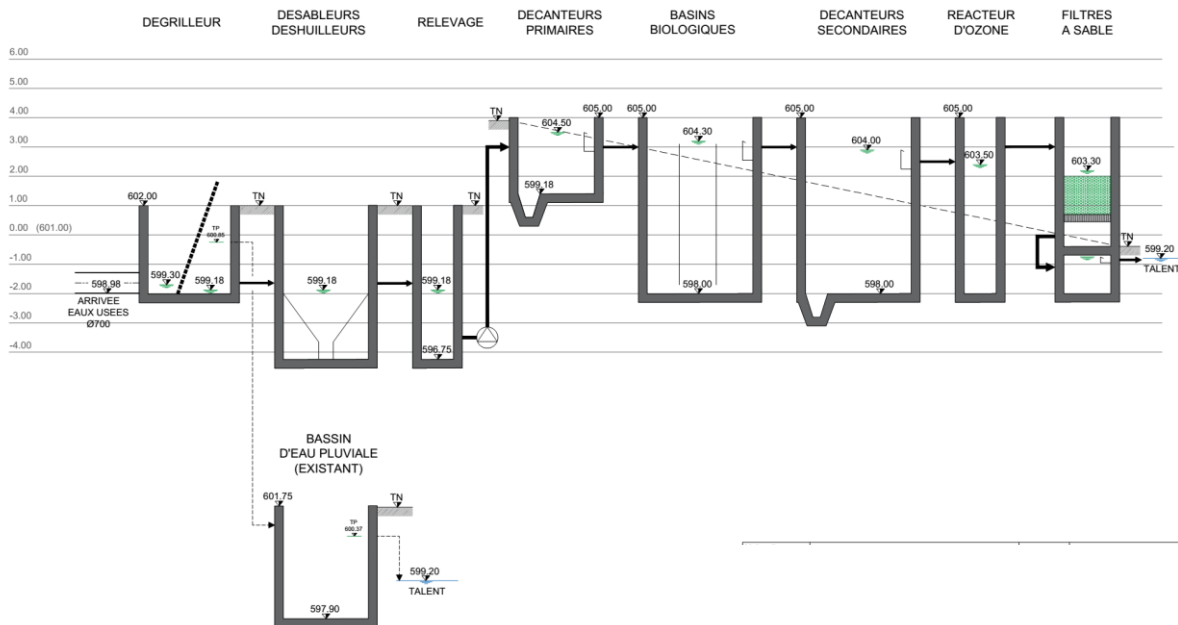 DEGRILLEUR
DESABLEURS
DESHUILLEURS
RELEVAGE
DECANTEURS
PRIMAIRES
BASINS
BIOLOGIQUES
DECANTEURS
SECONDAIRES
REACTEUR
D'OZONE
FILTRES
A SABLE
6.00
5.00
4.00
3.00
2.00
1.00
0.00 (601.00)
-1.00
-2.00
-3.00
-4.00
602.00
TP
600.65
599.30
599.18
598.98
ARRIVEE
EAUX USEES
Ø700
TN
599.18
TN
599.18
596.75
TN
TN
604.50
605.00
599.18
605.00
604.30
598.00
605.00
604.00
598.00
605.00
603.50
603.30
TN
599.20
TALENT
BASSIN
D'EAU PLUVIALE
(EXISTANT)
601.75
TN
TP
600.37
599.20
TALENT
597.90